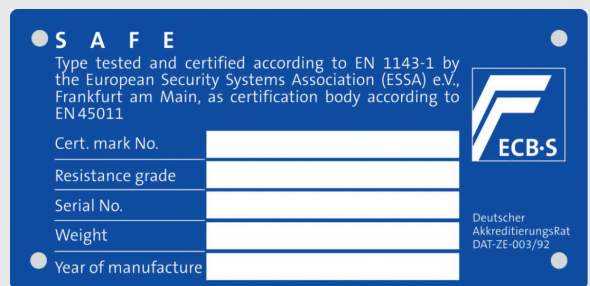 SAFE
Type tested and certified according to EN 1143-1 by
the European Security Systems Association (ESSA) e.V.,
Frankfurt am Main, as certification body according to
EN 45011
Cert. mark No.
Resistance grade
Serial No.
Weight
Year of manufacture
ECB·S
Deutscher
AkkreditierungsRat
DAT-ZE-003/92